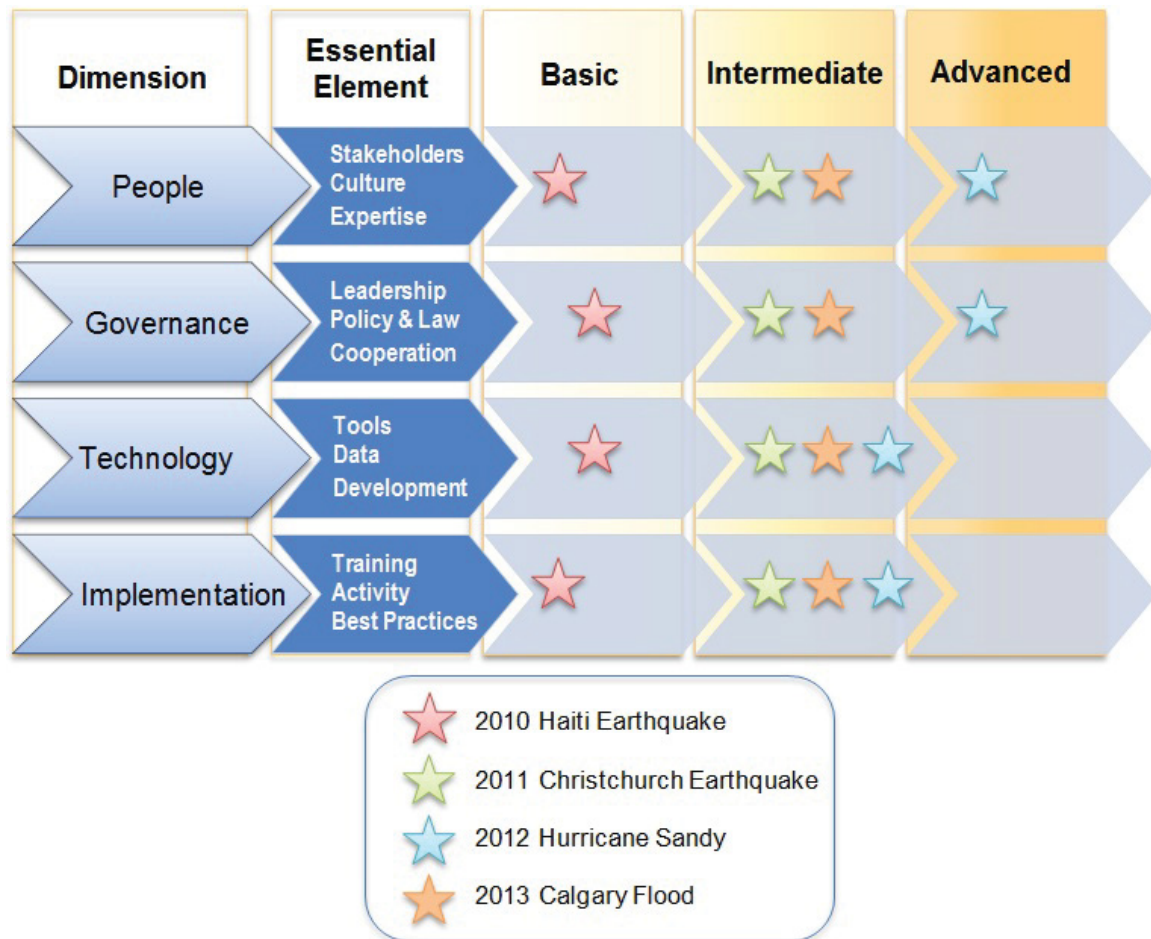 Dimension
Essential
Element
Basic
Intermediate
Advanced
People
Stakeholders
Culture
Expertise
Governance
Leadership
Policy & Law
Cooperation
Technology
Tools
Data
Development
Implementation
Training
Activity
Best Practices
2010 Haiti Earthquake
2011 Christchurch Earthquake
2012 Hurricane Sandy
2013 Calgary Flood